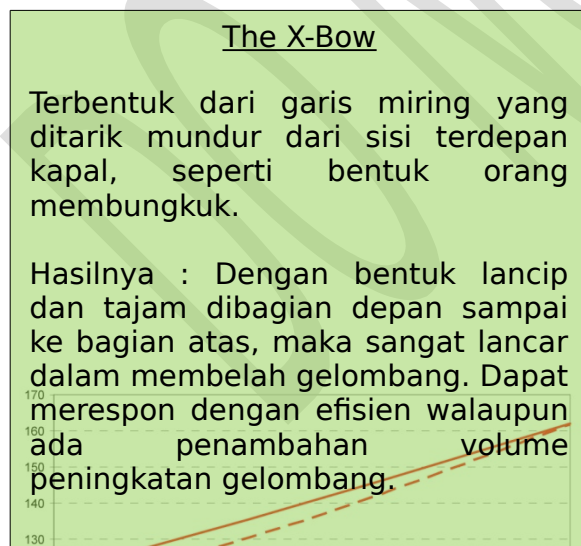 The X-Bow
Terbentuk dari garis miring yang
ditarik mundur dari sisi terdepan
kapal, seperti bentuk orang
membungkuk.
Hasilnya : Dengan bentuk lancip
dan tajam dibagian depan sampai
ke bagian atas, maka sangat lancar
dalam membelah gelombang. Dapat
170
merespon dengan efisien walaupun
160
ada penambahan volume
150
peningkatan gelombang.
140
130